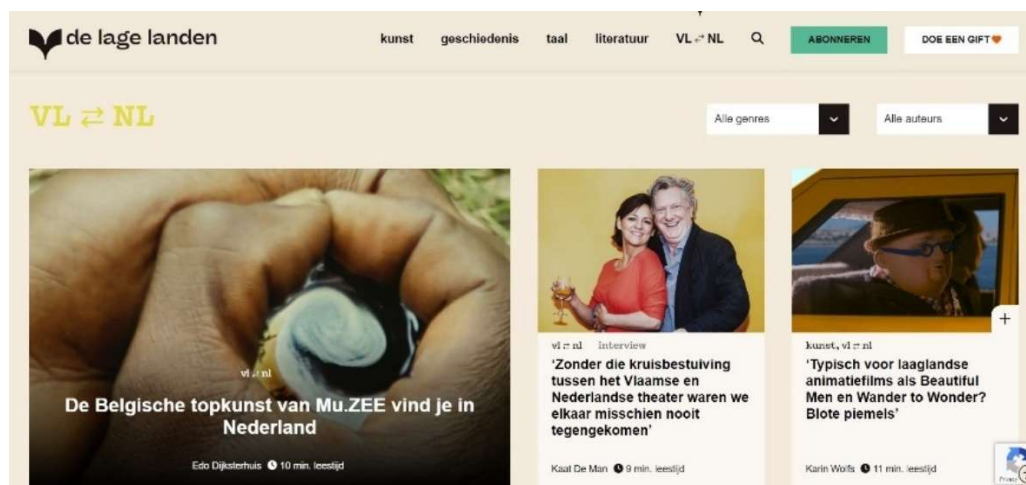 de lage landen
kunst geschiedenis taal literatuur VL ⇄ NL ABONNEREN DOE EEN GIFT🧡
VL ⇄ NL
Alle genres
Alle auteurs
vl ⇄ nl
De Belgische topkunst van Mu.ZEE vind je in
Nederland
Edo Dijksterhuis 10 min. leestijd
vl ⇄ nl Interview
‘Zonder die kruisbestuiving
tussen het Vlaamse en
Nederlandse theater waren we
elkaar misschien nooit
tegengekomen’
Kaat De Man 9 min. leestijd
+
kunst, vl ⇄ nl
‘Typisch voor laaglandse
animatiefilms als Beautiful
Men en Wander to Wonder?
Blote piemels’
Karin Wolfs 11 min. leestijd